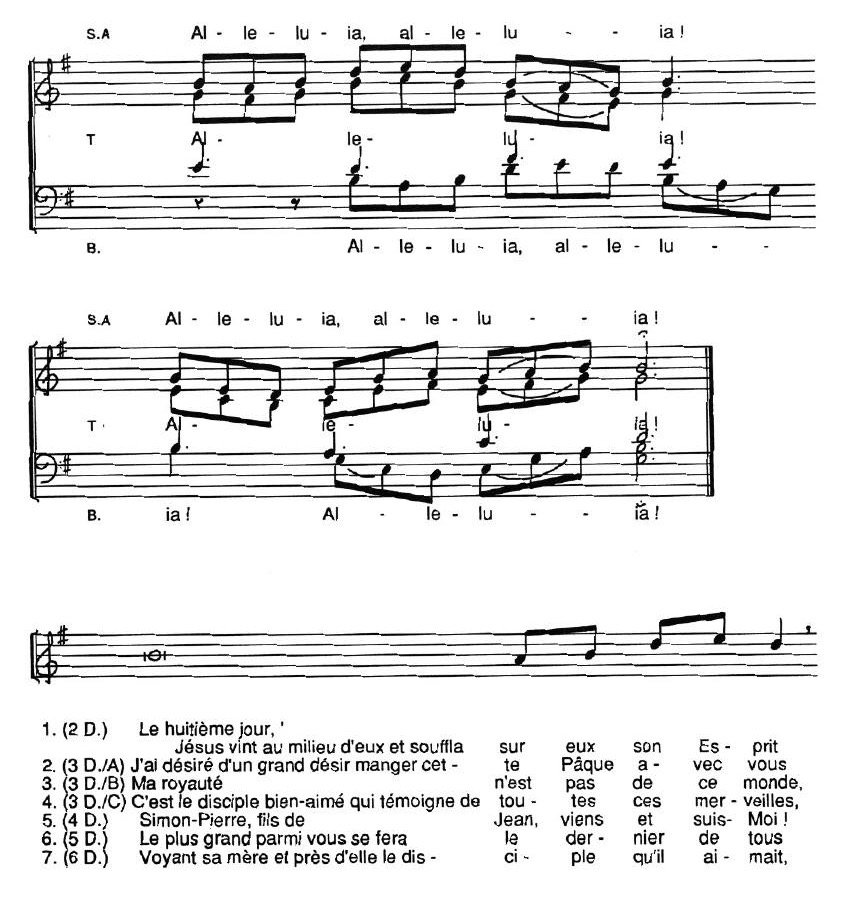 S.A Al - le - lu - ia, al - le - lu - - ia !
T Al - le - lu - ia !
B. Al - le - lu - ia, al - le - lu - -
S.A Al - le - lu - ia, al - le - lu - - ia !
T Al - le - lu - ia !
B. ia ! Al - le - lu - - ia !
1. (2 D.) Le huitième jour, '
Jésus vint au milieu d'eux et souffla sur eux son Es - prit
2. (3 D./A) J'ai désiré d'un grand désir manger cet - te Pâque a - vec vous
3. (3 D./B) Ma royauté n'est pas de ce monde,
4. (3 D./C) C'est le disciple bien-aimé qui témoigne de tou - tes ces mer - veilles,
5. (4 D.) Simon-Pierre, fils de Jean, viens et suis- Moi !
6. (5 D.) Le plus grand parmi vous se fera le der - nier de tous
7. (6 D.) Voyant sa mère et près d'elle le dis - ci - ple qu'il ai - mait,